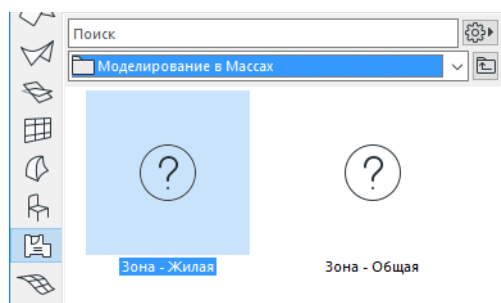 Поиск
Моделирование в Массах
?
?
Зона - Жилая
Зона - Общая